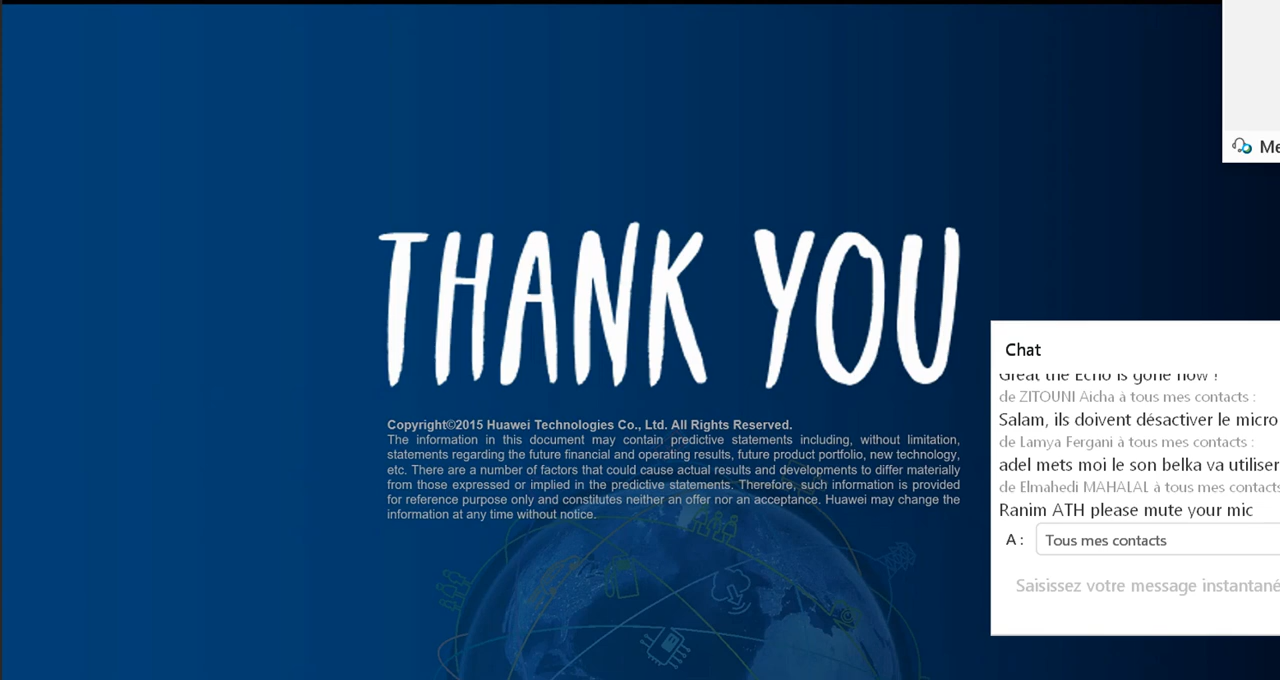 Me
THANK YOU
Copyright©2015 Huawei Technologies Co., Ltd. All Rights Reserved.
The information in this document may contain predictive statements including, without limitation,
statements regarding the future financial and operating results, future product portfolio, new technology,
etc. There are a number of factors that could cause actual results and developments to differ materially
from those expressed or implied in the predictive statements. Therefore, such information is provided
for reference purpose only and constitutes neither an offer nor an acceptance. Huawei may change the
information at any time without notice.
Chat
Great the Echo is gone now !
de ZITOUNI Aicha à tous mes contacts :
Salam, ils doivent désactiver le micro
de Lamya Fergani à tous mes contacts :
adel mets moi le son belka va utiliser
de Elmahedi MAHALAL à tous mes contacts
Ranim ATH please mute your mic
A : Tous mes contacts
Saisissez votre message instantané